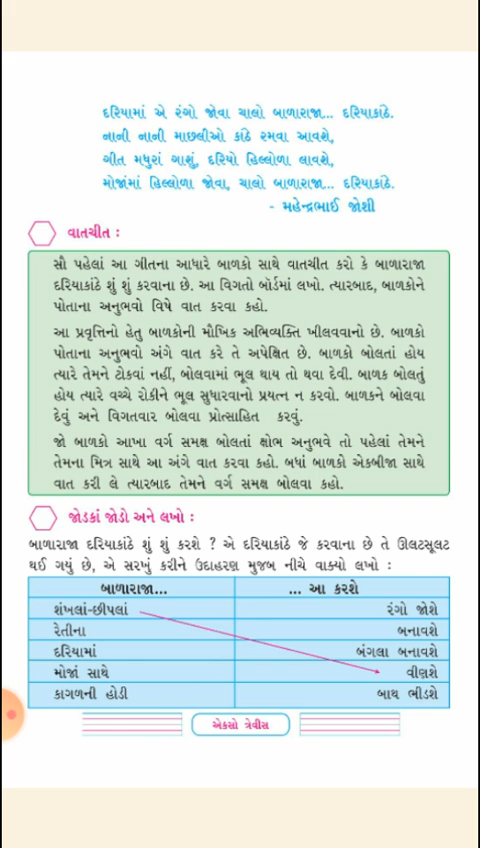 દરિયામાં એ રંગો જોવા ચાલો બાળારાજા... દરિયાકાંઠે.
નાની નાની માછલીઓ કાંઠે રમવા આવશે,
ગીત મધુરાં ગાશું, દરિયો હિલ્લોળા લાવશે,
મોજાંમાં હિલ્લોળા જોવા, ચાલો બાળારાજા... દરિયાકાંઠે.
- મહેન્દ્રભાઈ જોશી
વાતચીત :
સૌ પહેલાં આ ગીતના આધારે બાળકો સાથે વાતચીત કરો કે બાળારાજા
દરિયાકાંઠે શું શું કરવાના છે. આ વિગતો બૉર્ડમાં લખો. ત્યારબાદ, બાળકોને
પોતાના અનુભવો વિષે વાત કરવા કહો.
આ પ્રવૃત્તિનો હેતુ બાળકોની મૌખિક અભિવ્યક્તિ ખીલવવાનો છે. બાળકો
પોતાના અનુભવો અંગે વાત કરે તે અપેક્ષિત છે. બાળકો બોલતાં હોય
ત્યારે તેમને ટોકવાં નહીં, બોલવામાં ભૂલ થાય તો થવા દેવી. બાળક બોલતું
હોય ત્યારે વચ્ચે રોકીને ભૂલ સુધારવાનો પ્રયત્ન ન કરવો. બાળકને બોલવા
દેવું અને વિગતવાર બોલવા પ્રોત્સાહિત કરવું.
જો બાળકો આખા વર્ગ સમક્ષ બોલતાં ક્ષોભ અનુભવે તો પહેલાં તેમને
તેમના મિત્ર સાથે આ અંગે વાત કરવા કહો. બધાં બાળકો એકબીજા સાથે
વાત કરી લે ત્યારબાદ તેમને વર્ગ સમક્ષ બોલવા કહો.
જોડકાં જોડો અને લખો :
બાળારાજા દરિયાકાંઠે શું શું કરશે ? એ દરિયાકાંઠે જે કરવાના છે તે ઊલટસૂલટ
થઈ ગયું છે, એ સરખું કરીને ઉદાહરણ મુજબ નીચે વાક્યો લખો :
બાળારાજા... ... આ કરશે
શંખલાં-છીપલાં રંગો જોશે
રેતીના બનાવશે
દરિયામાં બંગલા બનાવશે
મોજાં સાથે વીણશે
કાગળની હોડી બાથ ભીડશે
એકસો ત્રેવીસ